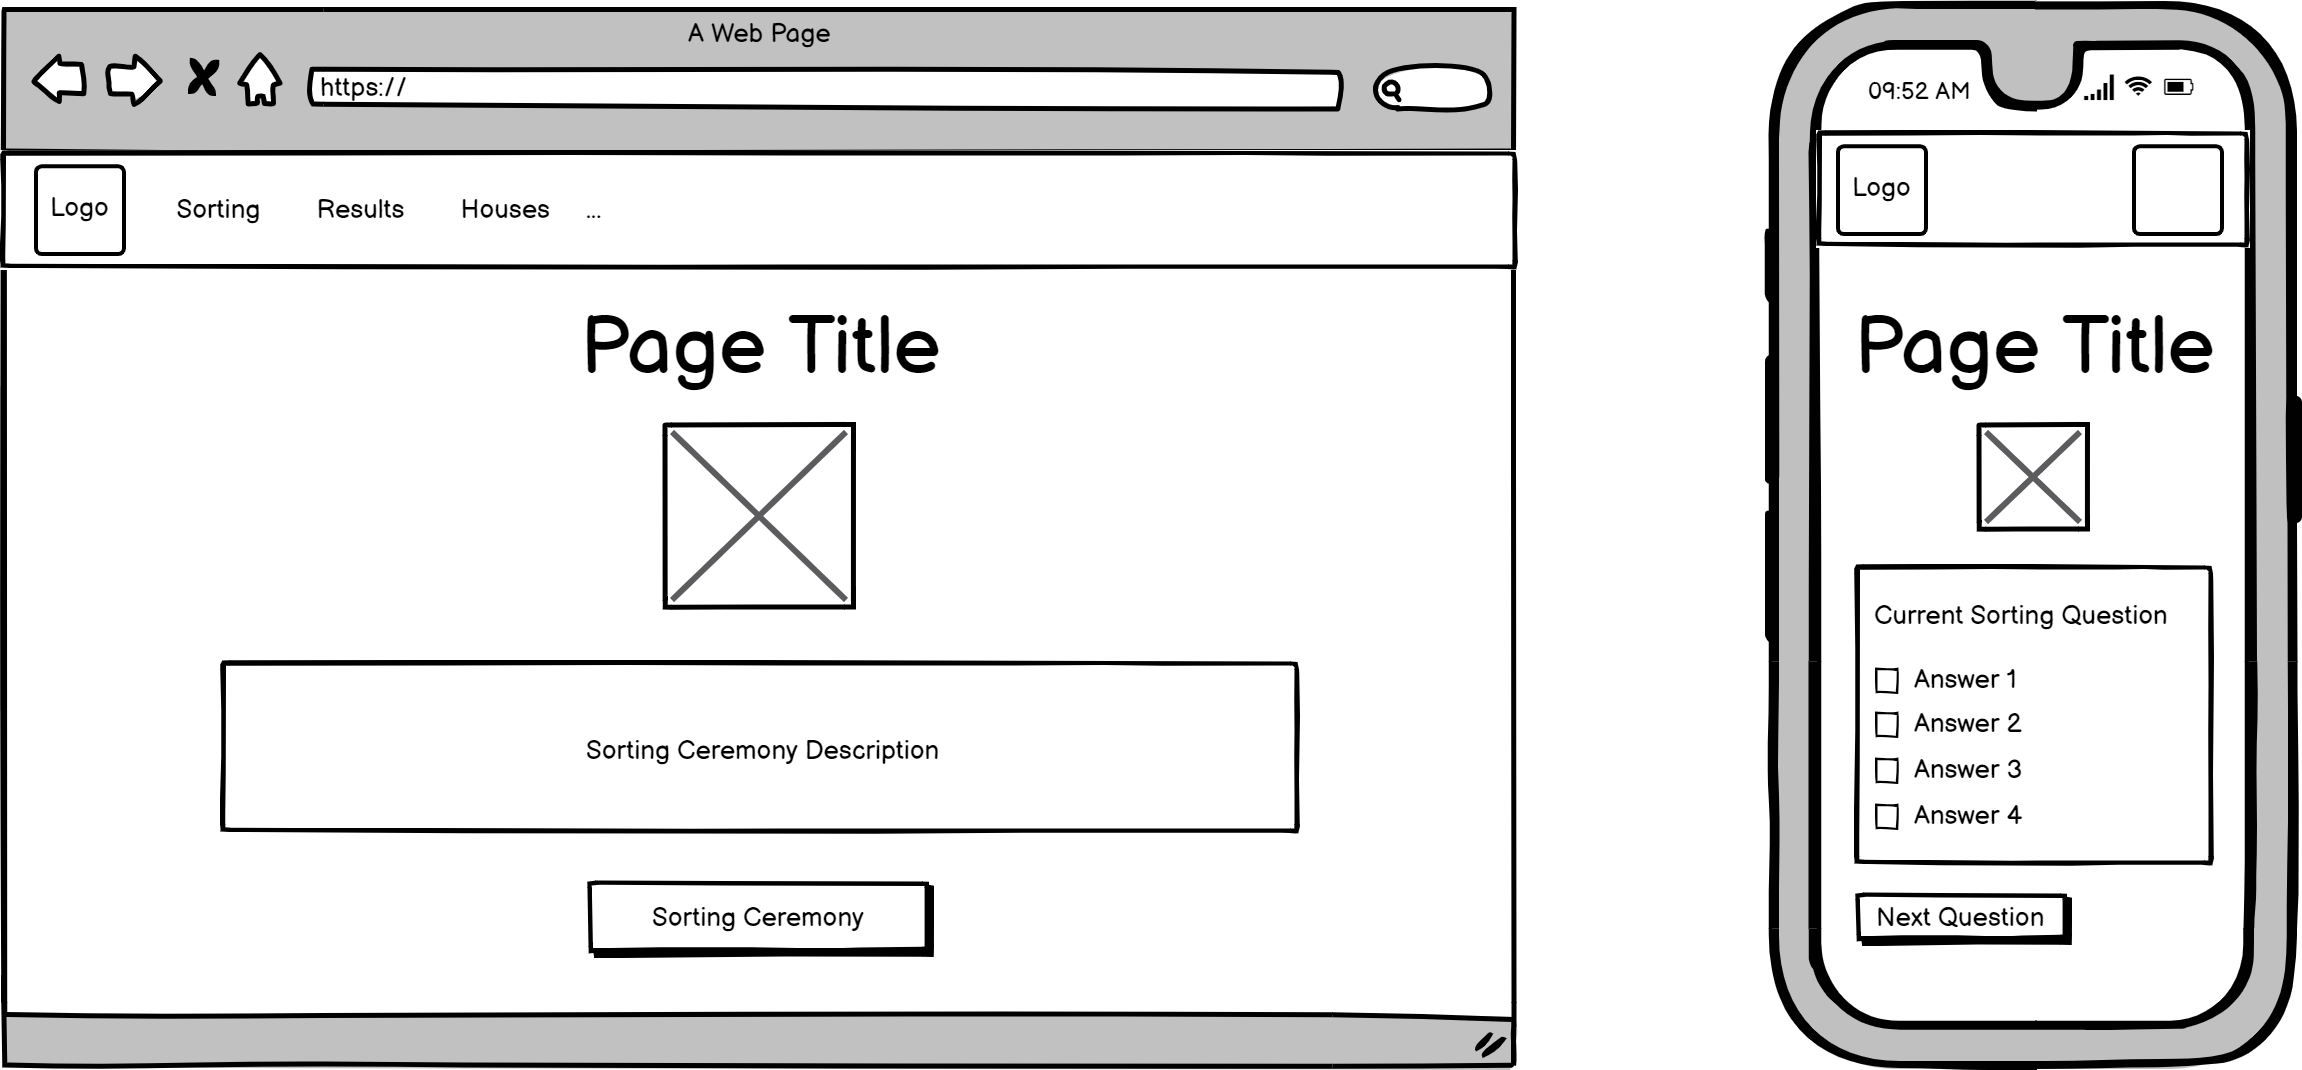 A Web Page
https://
Logo
Sorting
Results
Houses
...
Page Title
Sorting Ceremony Description
Sorting Ceremony
09:52 AM
Logo
Page Title
Current Sorting Question
Answer 1
Answer 2
Answer 3
Answer 4
Next Question